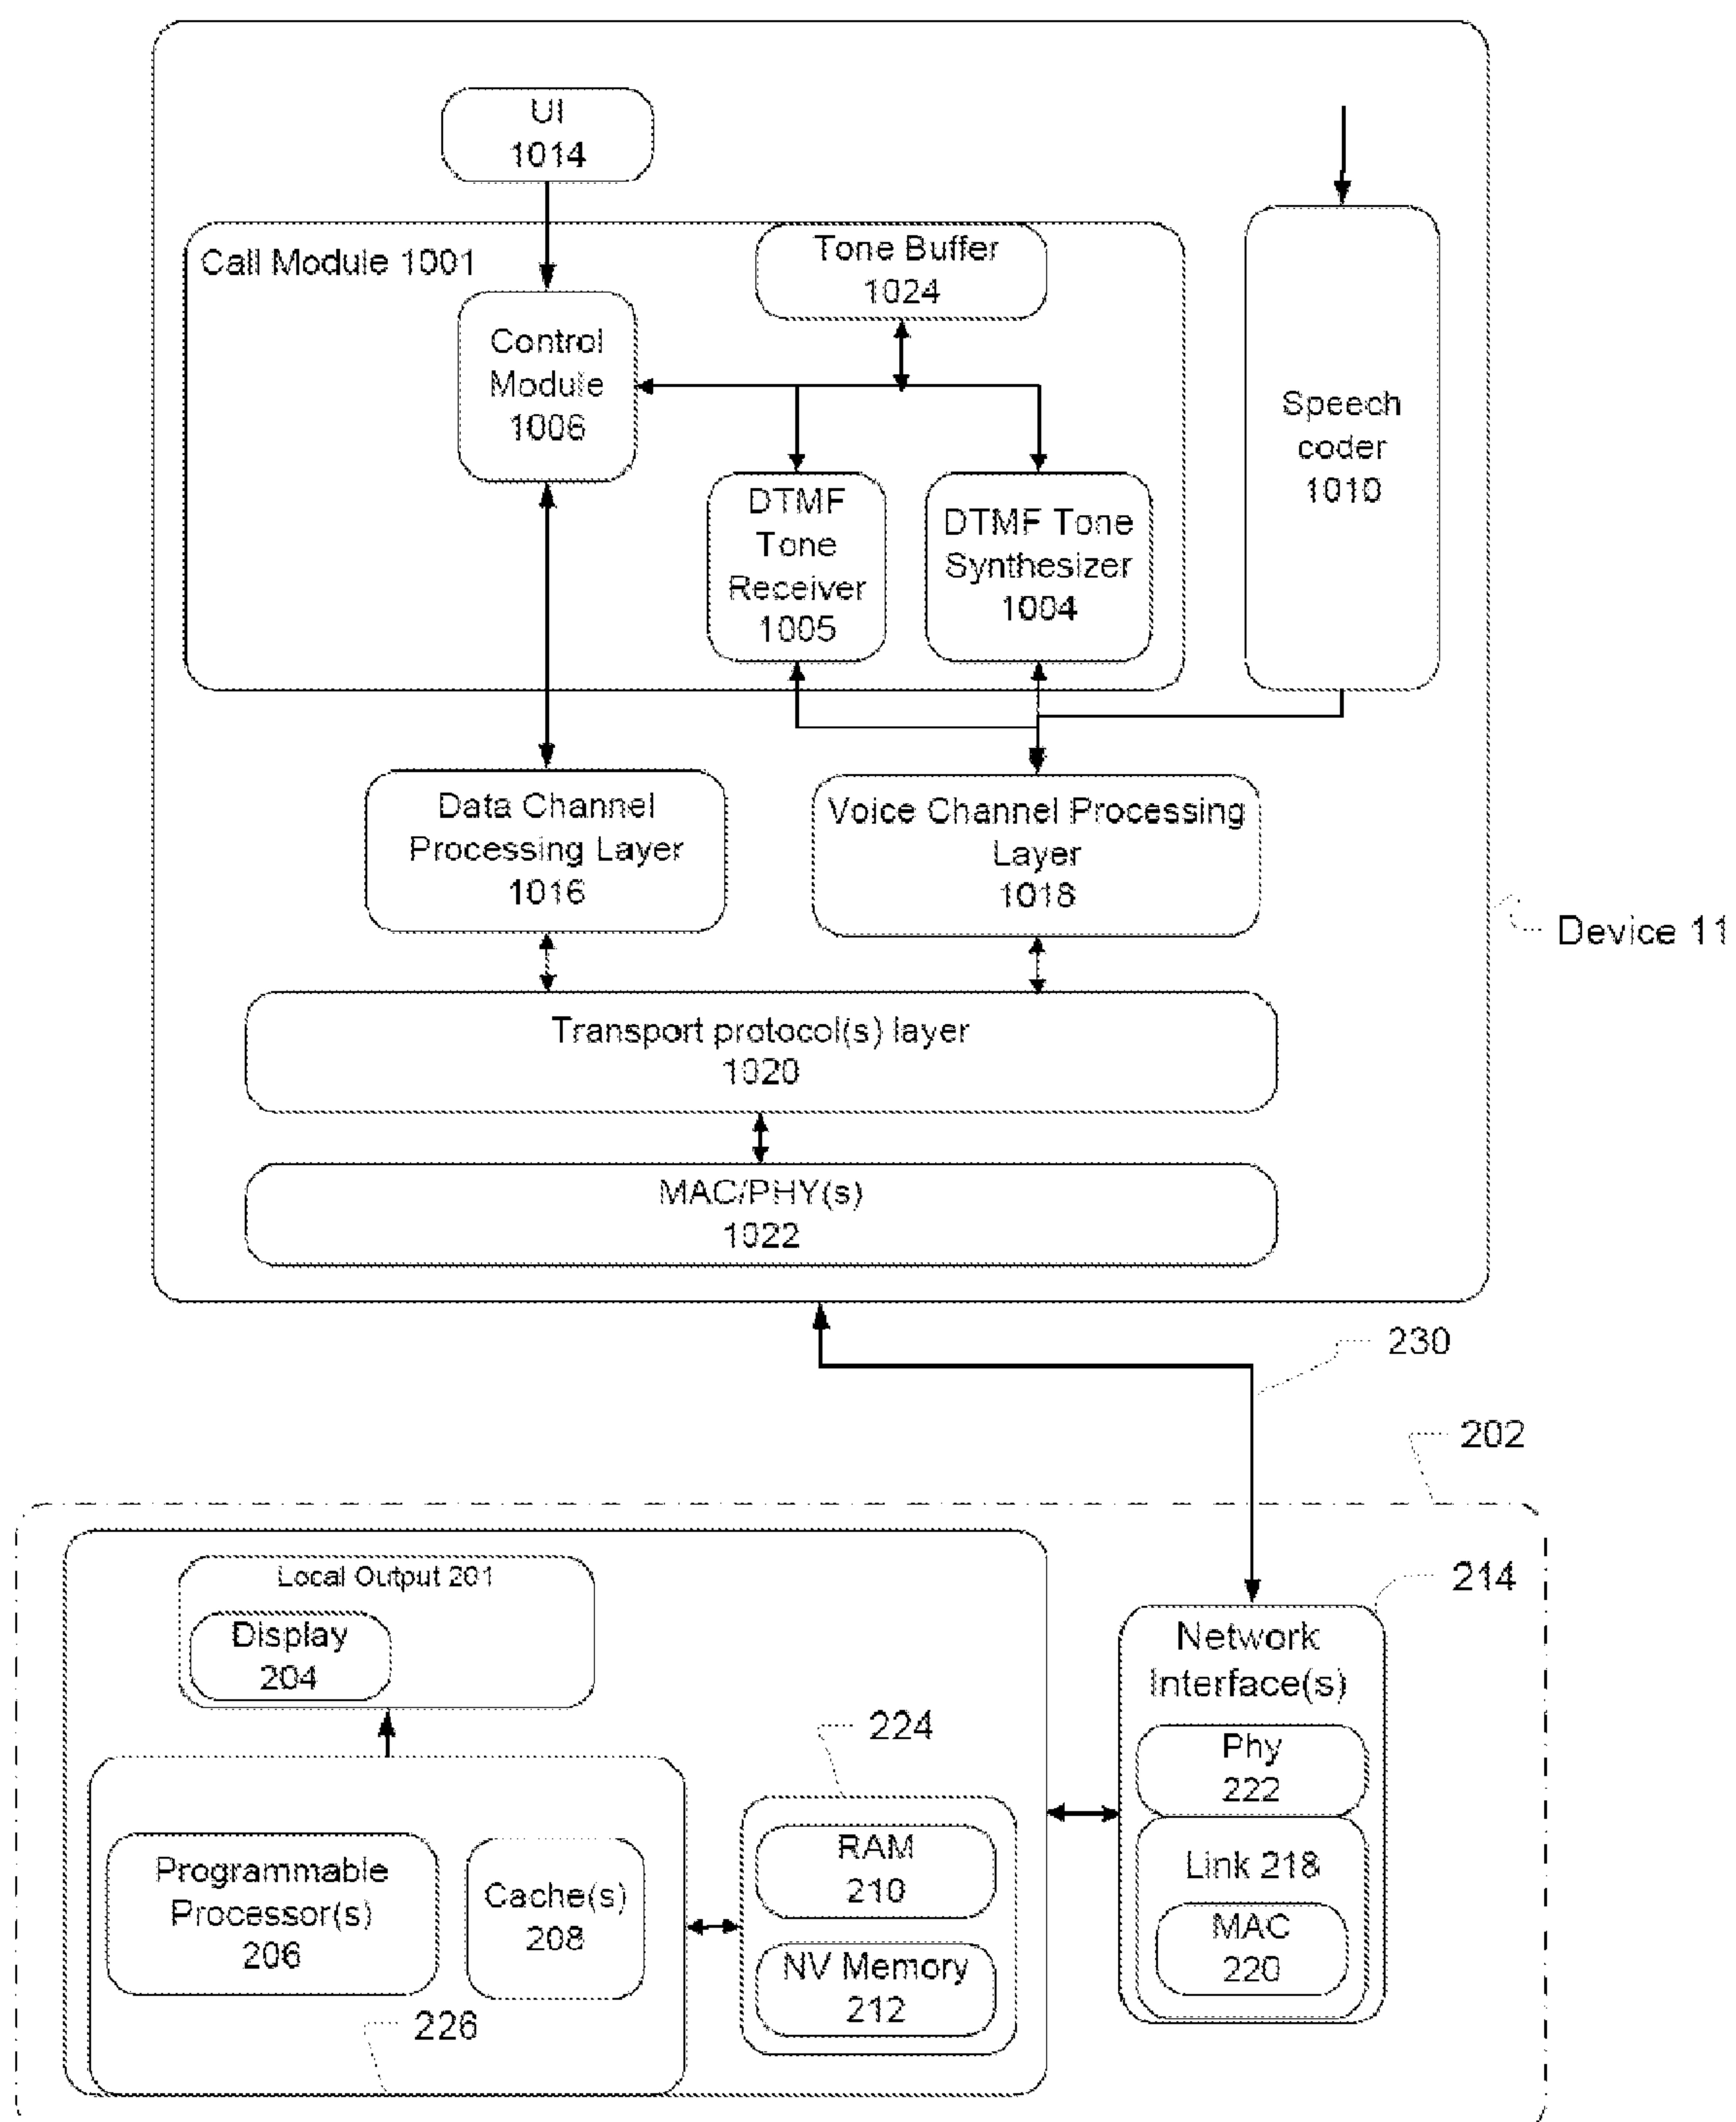 UI
1014
Call Module 1001
Tone Buffer
1024
Control
Module
1006
Speech
coder
1010
DTMF
Tone
Receiver
1005
DTMF Tone
Synthesizer
1004
Data Channel
Processing Layer
1016
Voice Channel Processing
Layer
1018
Device 11
Transport protocol(s) layer
1020
MAC/PHY(s)
1022
230
202
Local Output 201
Display
204
214
Network
Interface(s)
224
Phy
222
Programmable
Processor(s)
206
Cache(s)
208
RAM
210
Link 218
MAC
220
NV Memory
212
226